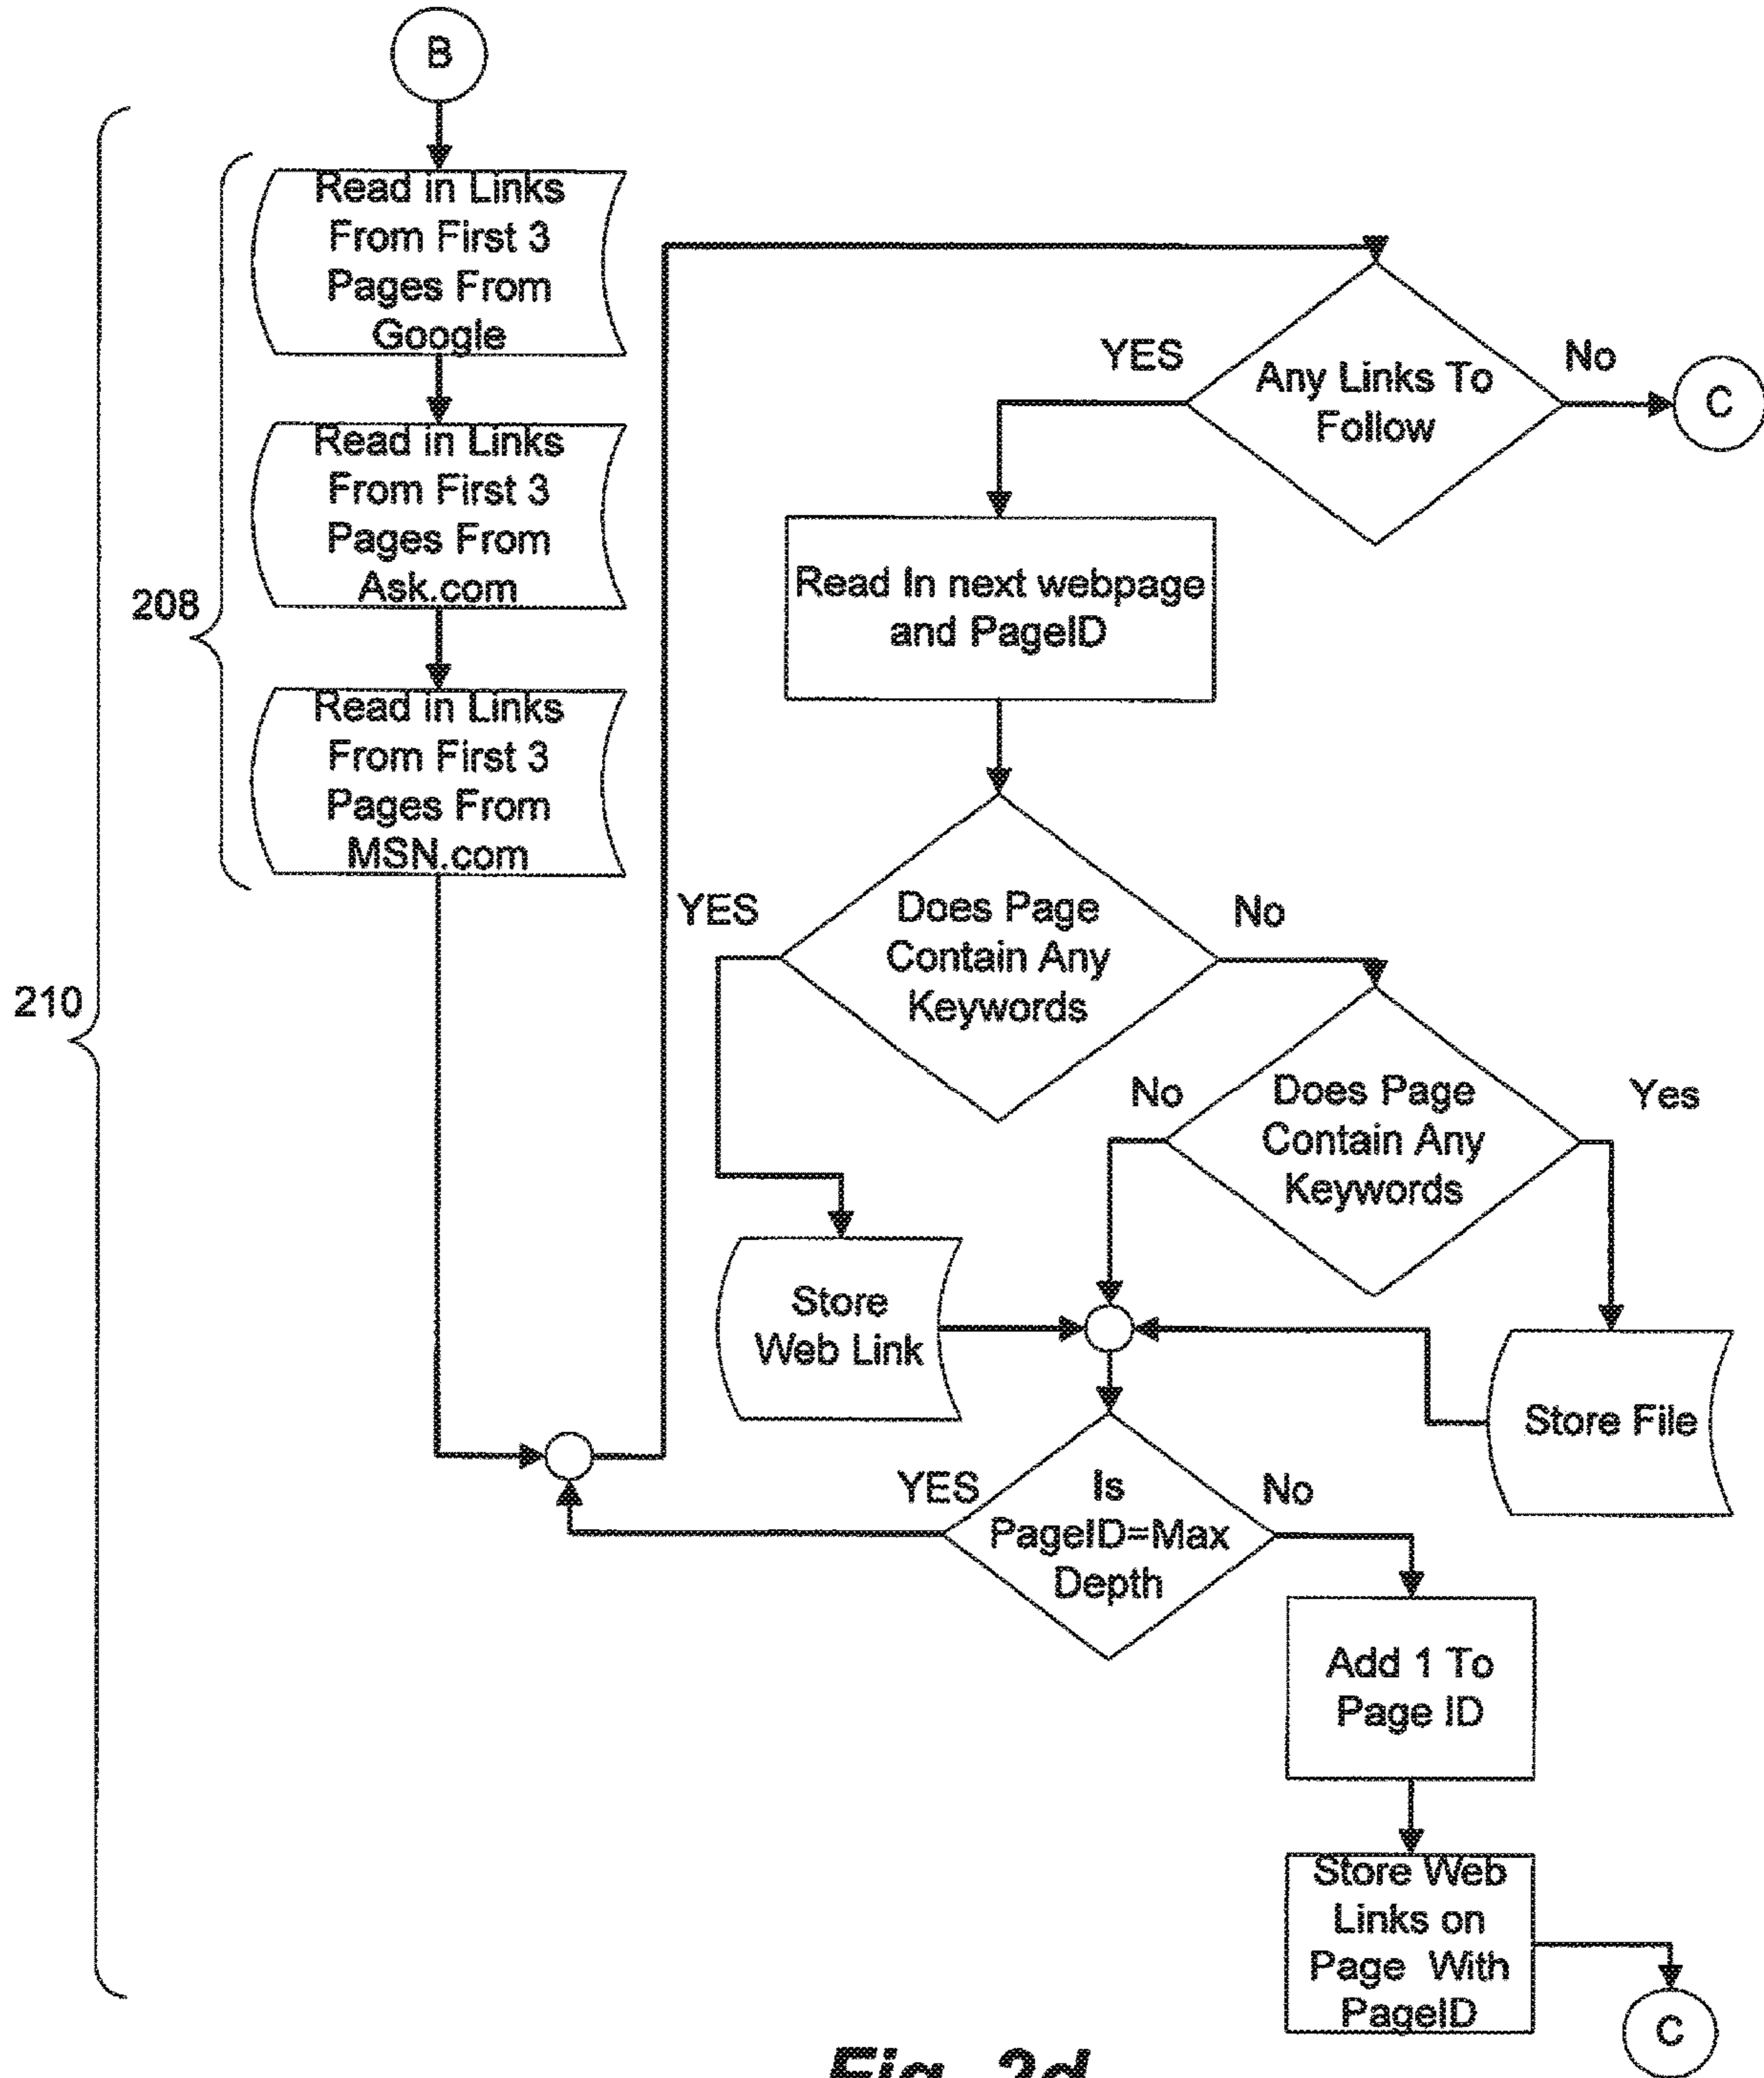 B
Read in Links
From First 3
Pages From
Google
Read in Links
From First 3
Pages From
Ask.com
Read in Links
From First 3
Pages From
MSN.com
208
210
Any Links To
Follow
YES
No
C
Read In next webpage
and PageID
Does Page
Contain Any
Keywords
YES
No
Does Page
Contain Any
Keywords
No
Yes
Store
Web Link
Store File
Is
PageID=Max
Depth
YES
No
Add 1 To
Page ID
Store Web
Links on
Page With
PageID
C
Fig. 2d